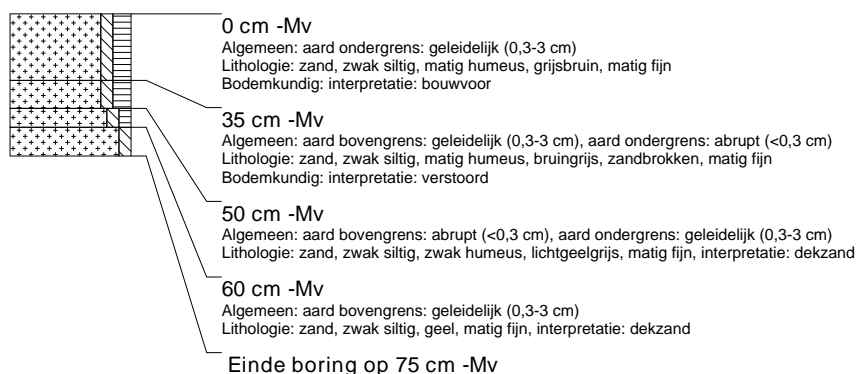 0 cm -Mv
Algemeen: aard ondergrens: geleidelijk (0,3-3 cm)
Lithologie: zand, zwak siltig, matig humeus, grijsbruin, matig fijn
Bodemkundig: interpretatie: bouwvoor
35 cm -Mv
Algemeen: aard bovengrens: geleidelijk (0,3-3 cm), aard ondergrens: abrupt (<0,3 cm)
Lithologie: zand, zwak siltig, matig humeus, bruingrijs, zandbrokken, matig fijn
Bodemkundig: interpretatie: verstoord
50 cm -Mv
Algemeen: aard bovengrens: abrupt (<0,3 cm), aard ondergrens: geleidelijk (0,3-3 cm)
Lithologie: zand, zwak siltig, zwak humeus, lichtgeelgrijs, matig fijn, interpretatie: dekzand
60 cm -Mv
Algemeen: aard bovengrens: geleidelijk (0,3-3 cm)
Lithologie: zand, zwak siltig, geel, matig fijn, interpretatie: dekzand
Einde boring op 75 cm -Mv